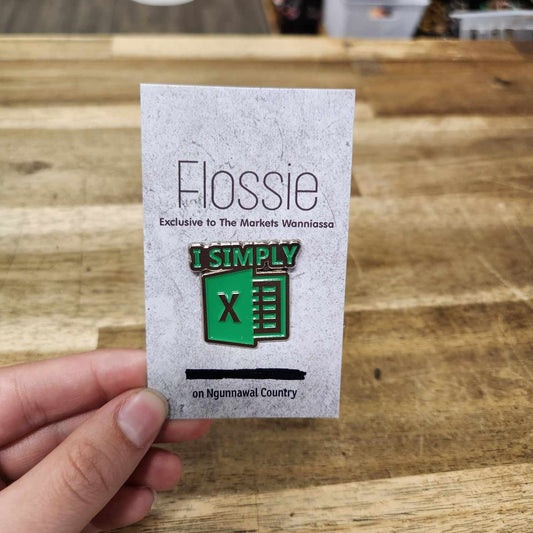 Flossie
Exclusive to The Markets Wanniassa
I SIMPLY
X
on Ngunnawal Country